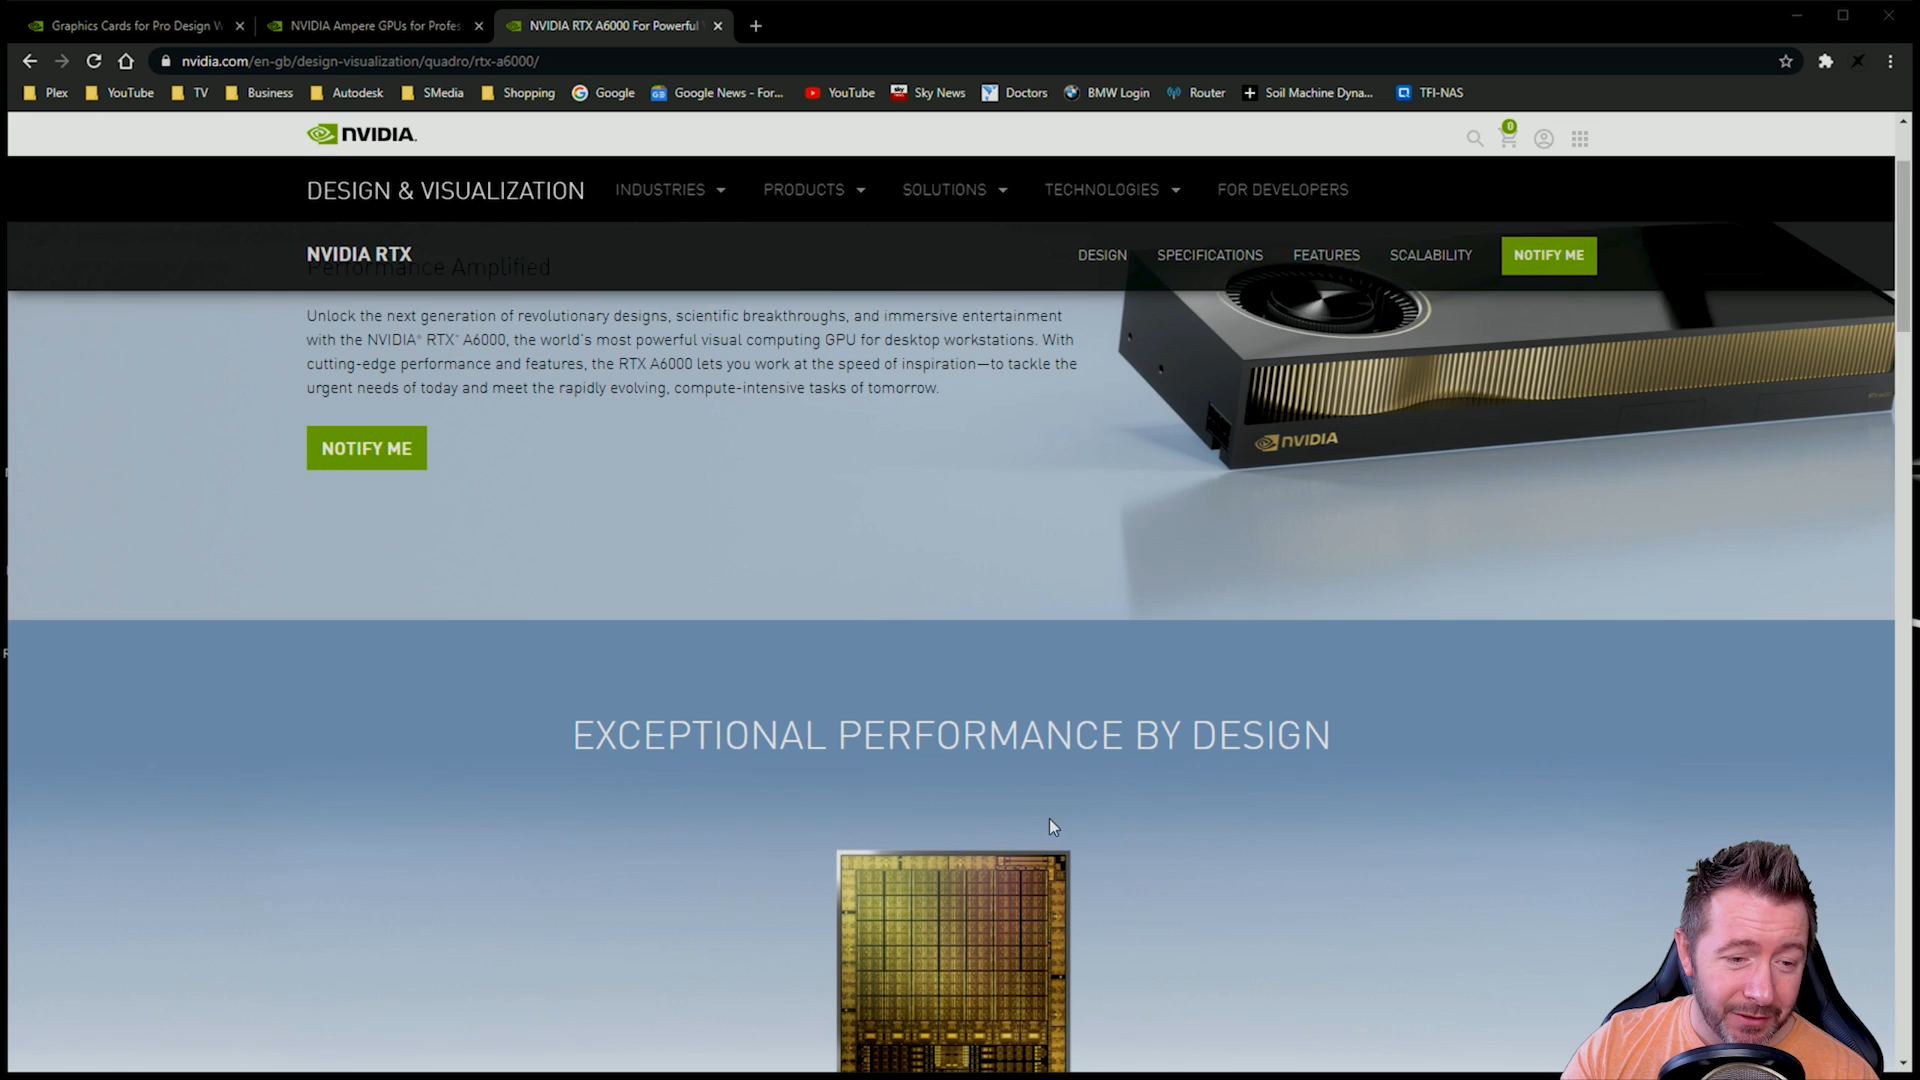 Graphics Cards for Pro Design W
NVIDIA Ampere GPUs for Profes
NVIDIA RTX A6000 For Powerful
nvidia.com/en-gb/design-visualization/quadro/rtx-a6000/
Plex YouTube TV Business Autodesk SMedia Shopping Google Google News - For... YouTube Sky News Doctors BMW Login Router Soil Machine Dyna... TFI-NAS
NVIDIA.
0
DESIGN & VISUALIZATION INDUSTRIES PRODUCTS SOLUTIONS TECHNOLOGIES FOR DEVELOPERS
NVIDIA RTX DESIGN SPECIFICATIONS FEATURES SCALABILITY NOTIFY ME
Performance Amplified
Unlock the next generation of revolutionary designs, scientific breakthroughs, and immersive entertainment
with the NVIDIA® RTX™ A6000, the world's most powerful visual computing GPU for desktop workstations. With
cutting-edge performance and features, the RTX A6000 lets you work at the speed of inspiration—to tackle the
urgent needs of today and meet the rapidly evolving, compute-intensive tasks of tomorrow.
NVIDIA
NOTIFY ME
EXCEPTIONAL PERFORMANCE BY DESIGN